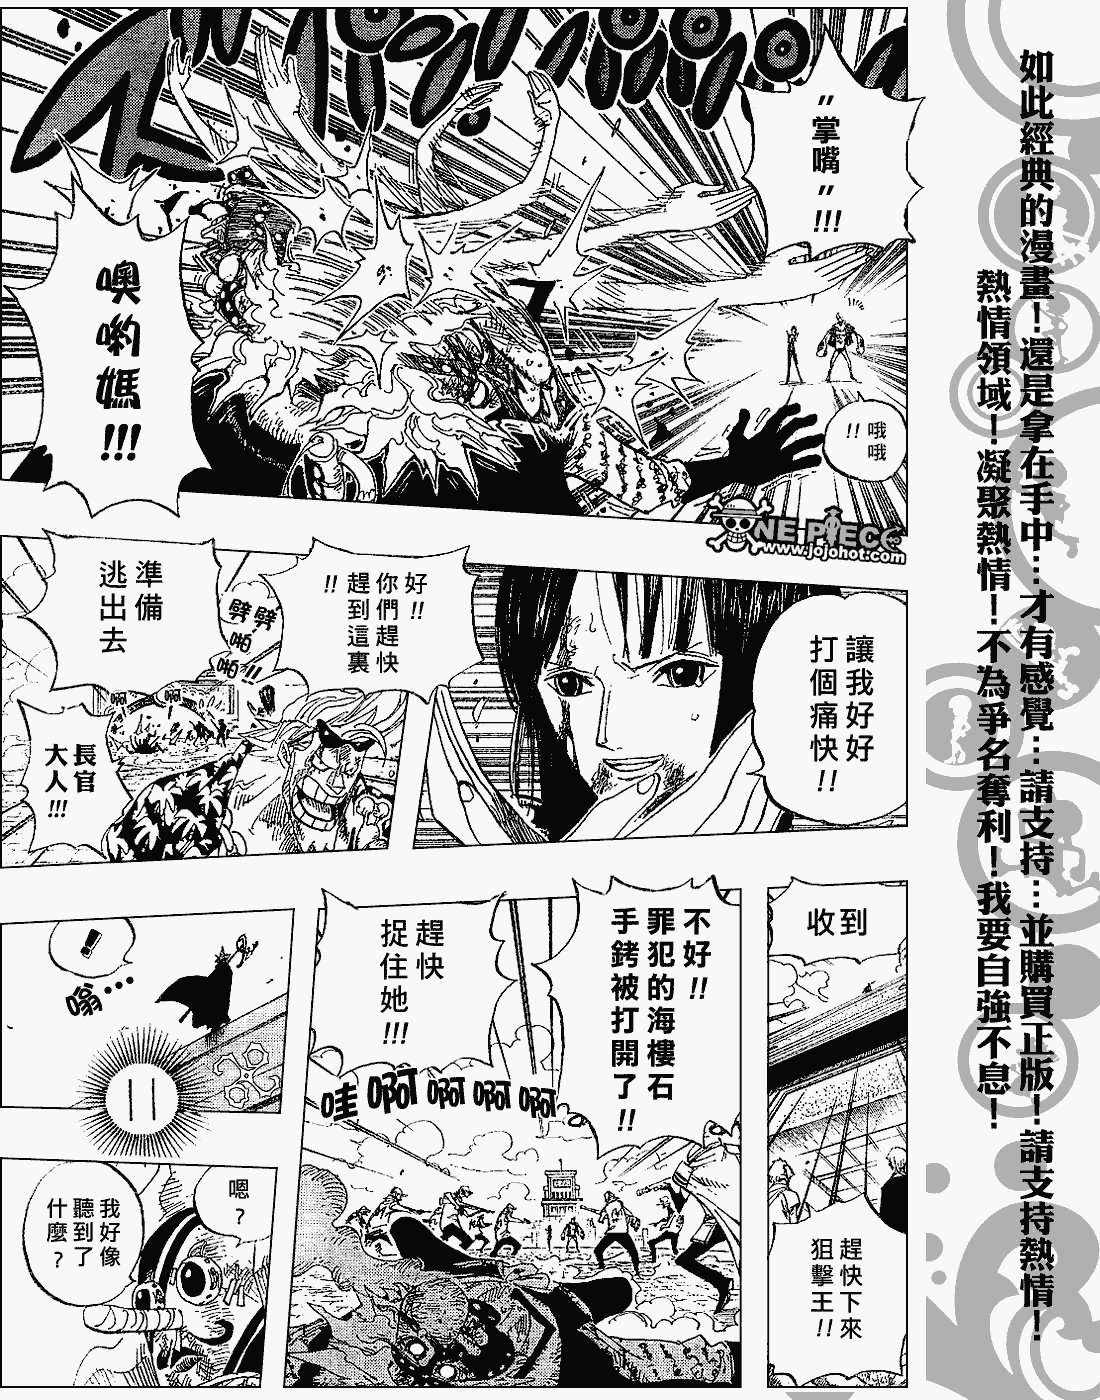 "掌嘴"!!!
噢喲媽!!!
哦哦!!
ONE PIECE
www.jojohot.com
讓我好好
打個痛快!!
好!!
你們趕快
趕到這裏
!!
劈劈
啪啪!!!
準備
逃出去
長官
大人!!!
收到
趕快下來
狙擊王!!
不好!!
罪犯的海樓石
手銬被打開了!!
趕快
捉住她!!!
哇啊啊啊啊
!
嗡…
嗯?
我好像
聽到了
什麼?
如此經典的漫畫!還是拿在手中…才有感覺…請支持…並購買正版!請支持熱情!
熱情領域!凝聚熱情!不為爭名奪利!我要自強不息!